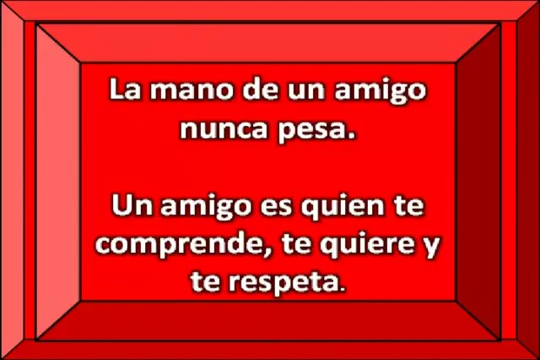 La mano de un amigo
nunca pesa.
Un amigo es quien te
comprende, te quiere y
te respeta.